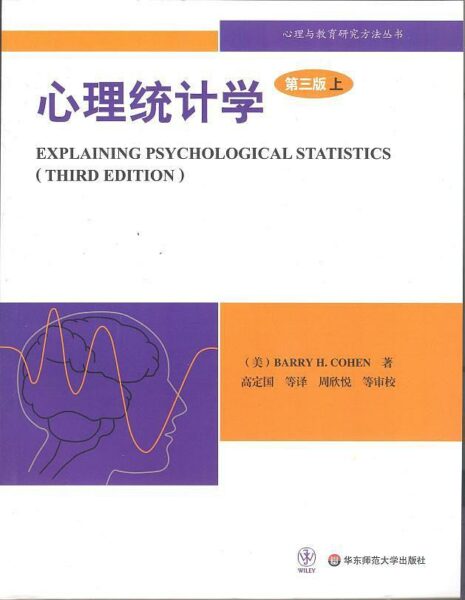 心理与教育研究方法丛书
心理统计学
第三版 上
EXPLAINING PSYCHOLOGICAL STATISTICS
( THIRD EDITION )
（美）BARRY H. COHEN 著
高定国 等译 周欣悦 等审校
WILEY
华东师范大学出版社